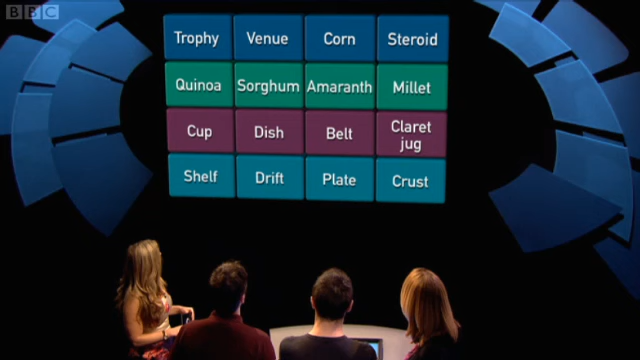 BBC
Trophy Venue Corn Steroid
Quinoa Sorghum Amaranth Millet
Cup Dish Belt Claret
jug
Shelf Drift Plate Crust